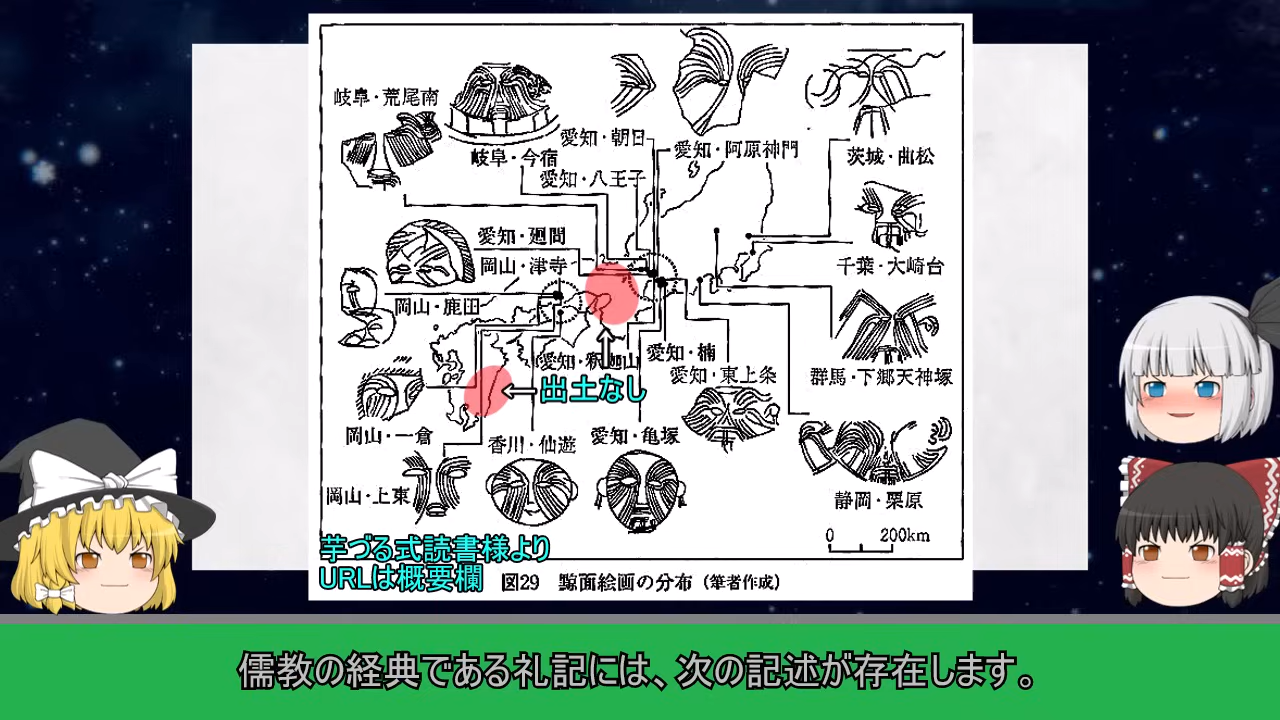 岐阜・荒尾南
岐阜・今宿
愛知・朝日
愛知・八王子
愛知・阿原神門
茨城・曲松
愛知・廻間
岡山・津寺
千葉・大崎台
岡山・鹿田
愛知・釈迦山
愛知・楠
愛知・東上条
群馬・下郷天神塚
出土なし
岡山・一倉
香川・仙遊
愛知・亀塚
岡山・上東
静岡・栗原
0 200km
芋づる式読書様より
URLは概要欄
図29 黥面絵画の分布(筆者作成)
儒教の経典である礼記には、次の記述が存在します。